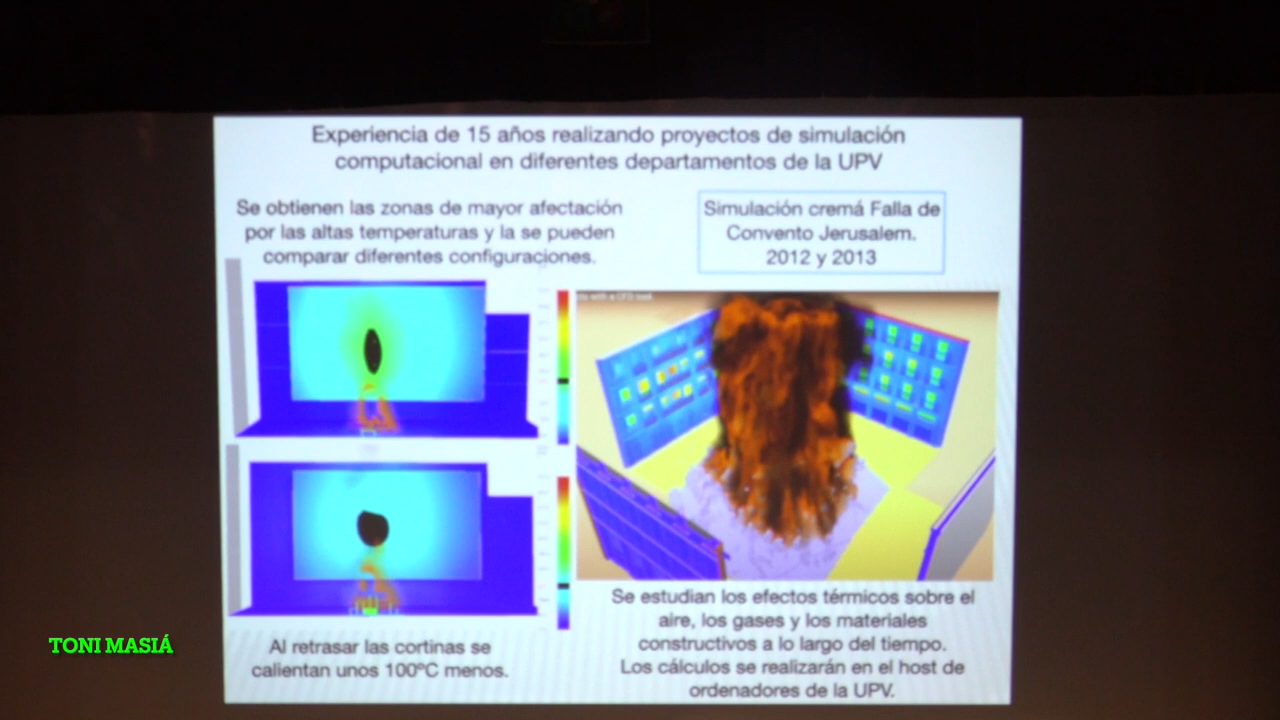 Experiencia de 15 años realizando proyectos de simulación
computacional en diferentes departamentos de la UPV
Se obtienen las zonas de mayor afectación
por las altas temperaturas y la se pueden
comparar diferentes configuraciones.
Simulación cremá Falla de
Convento Jerusalem.
2012 y 2013
with a CFD tool.
Al retrasar las cortinas se
calientan unos 100ºC menos.
Se estudian los efectos térmicos sobre el
aire, los gases y los materiales
constructivos a lo largo del tiempo.
Los cálculos se realizarán en el host de
ordenadores de la UPV.
TONI MASIÁ